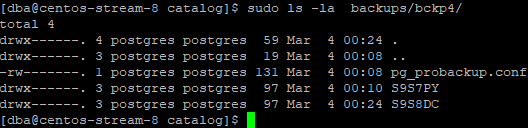 [dba@centos-stream-8 catalog]$ sudo ls -la  backups/bckp4/
total 4
drwx------. 4 postgres postgres  59 Mar  4 00:24 .
drwx------. 3 postgres postgres  19 Mar  4 00:08 ..
-rw-------. 1 postgres postgres 131 Mar  4 00:08 pg_probackup.conf
drwx------. 3 postgres postgres  97 Mar  4 00:10 S9S7PY
drwx------. 3 postgres postgres  97 Mar  4 00:24 S9S8DC
[dba@centos-stream-8 catalog]$